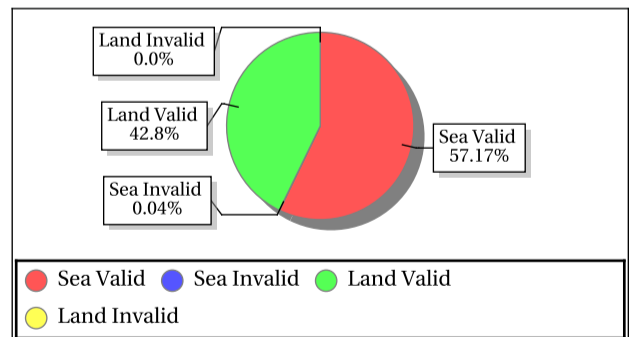 Land Invalid
0.0%
Land Valid
42.8%
Sea Valid
57.17%
Sea Invalid
0.04%
Sea Valid Sea Invalid Land Valid
Land Invalid